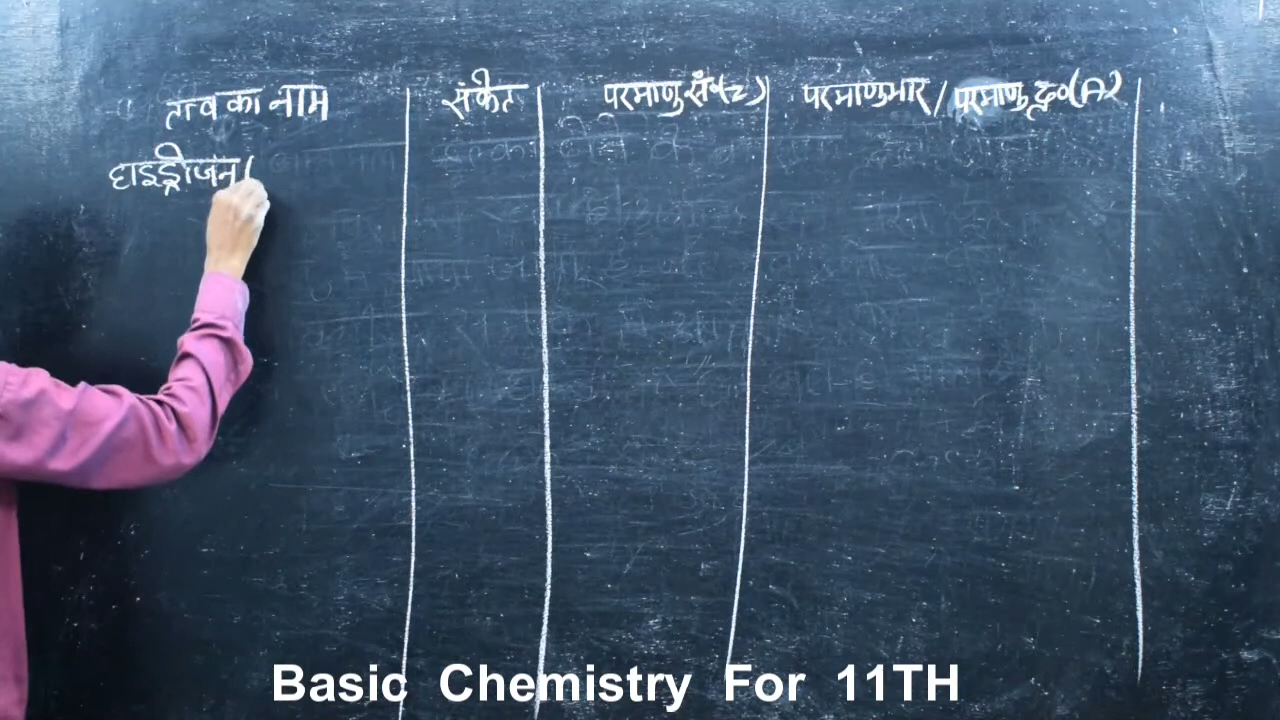 तत्व का नाम संकेत परमाणु सं०(Z) परमाणुभार / परमाणु द्र०(A)
हाइड्रोजन(
Basic Chemistry For 11TH